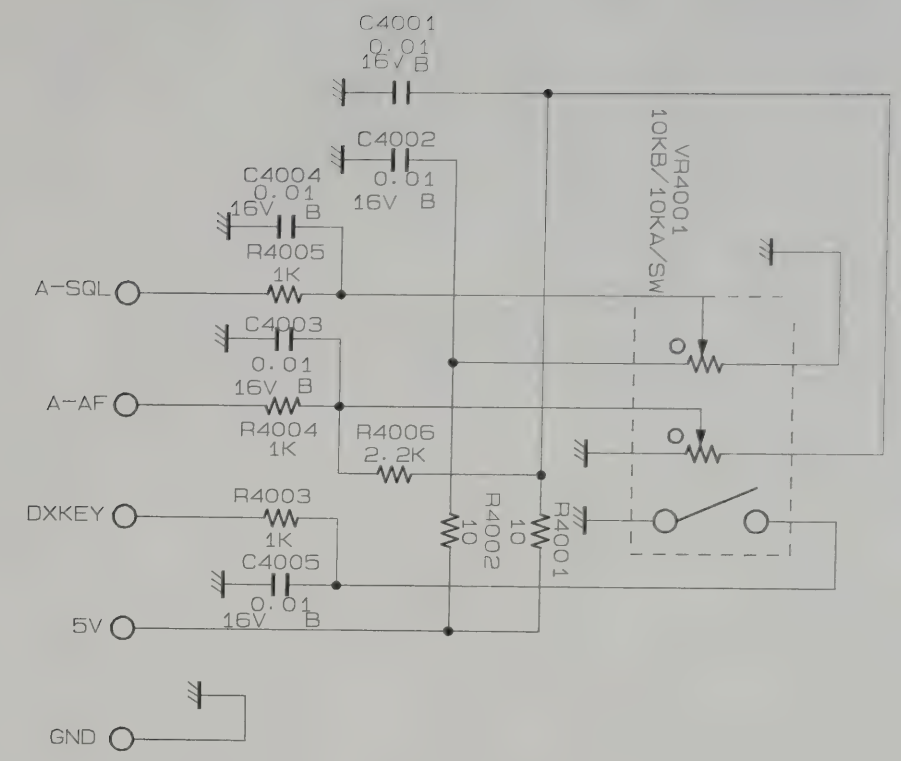 C4001
0.01
16V B
C4002
0.01
16V B
C4004
0.01
16V B
R4005
1K
A-SQL
VR4001
10KB/10KA/SW
C4003
0.01
16V B
A-AF
R4004
1K
R4006
2.2K
R4003
1K
DXKEY
R4002
10
R4001
10
C4005
0.01
16V B
5V
GND